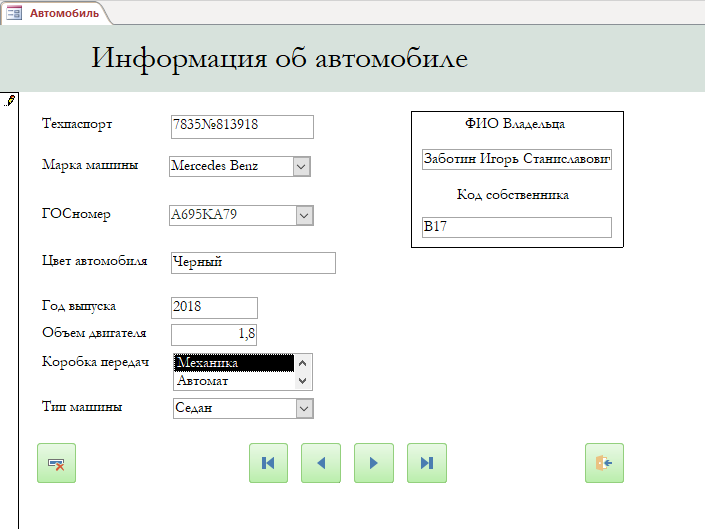 Автомобиль
Информация об автомобиле
Техпаспорт 7835№813918
Марка машины Mercedes Benz
ГОСномер А695КА79
Цвет автомобиля Черный
Год выпуска 2018
Объем двигателя 1,8
Коробка передач Механика
Автомат
Тип машины Седан
ФИО Владельца
Заботин Игорь Станиславович
Код собственника
В17